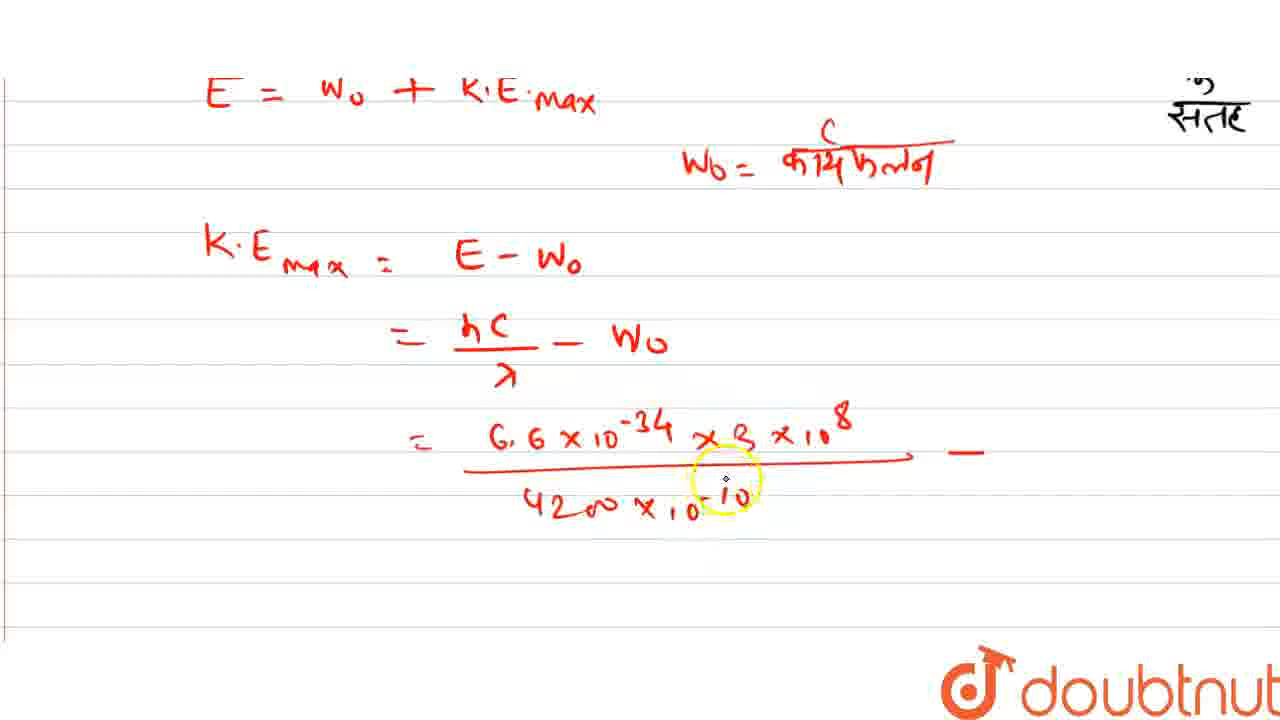 E = W₀ + K.E.max
सतह
W₀ = कार्यफलन
K.E max = E - W₀
= hc/λ - W₀
= 6.6 × 10⁻³⁴ × 3 × 10⁸ / 4200 × 10⁻¹⁰ -
doubtnut